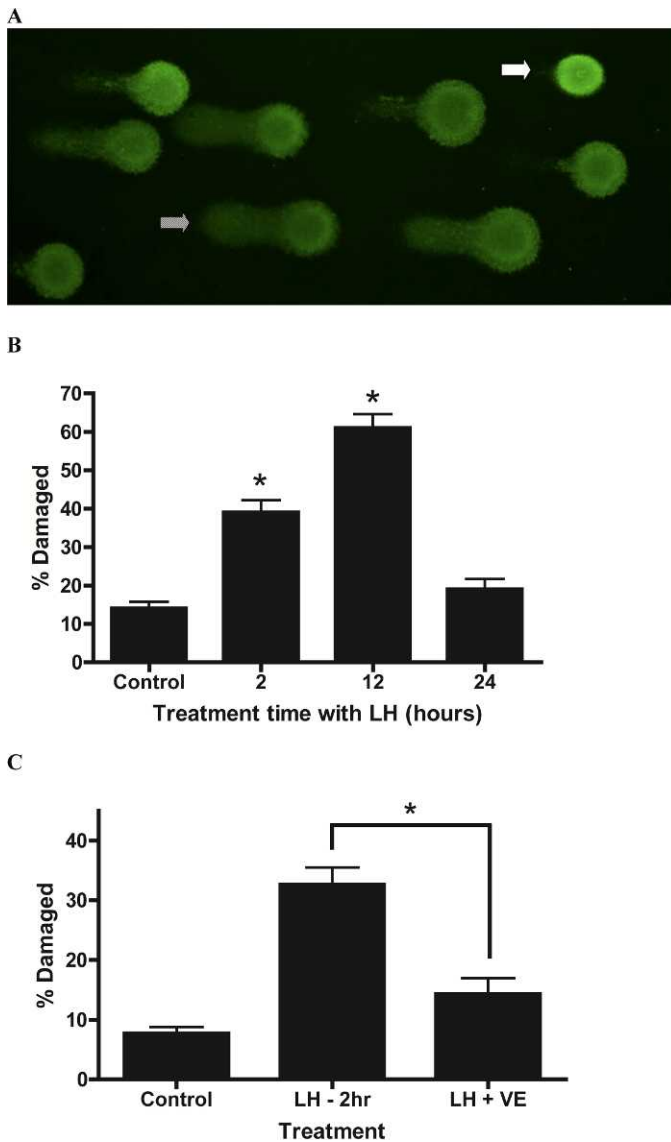 A
B
70
60
50
40
30
20
10
0
% Damaged
*
*
Control 2 12 24
Treatment time with LH (hours)
C
40
30
20
10
0
% Damaged
*
Control LH - 2hr LH + VE
Treatment